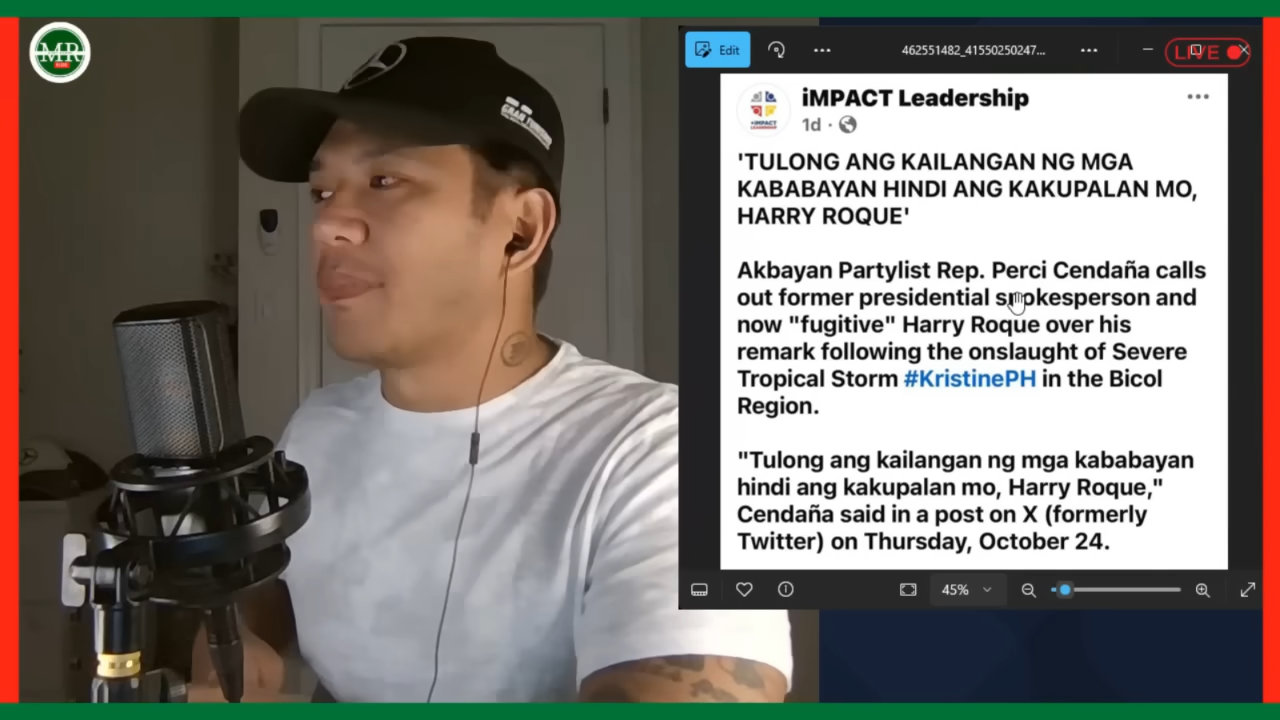 MR
Edit
462551482_41550250247...
LIVE
iMPACT Leadership
1d ·
'TULONG ANG KAILANGAN NG MGA
KABABAYAN HINDI ANG KAKUPALAN MO,
HARRY ROQUE'
Akbayan Partylist Rep. Perci Cendaña calls
out former presidential spokesperson and
now "fugitive" Harry Roque over his
remark following the onslaught of Severe
Tropical Storm #KristinePH in the Bicol
Region.
"Tulong ang kailangan ng mga kababayan
hindi ang kakupalan mo, Harry Roque,"
Cendaña said in a post on X (formerly
Twitter) on Thursday, October 24.
45%